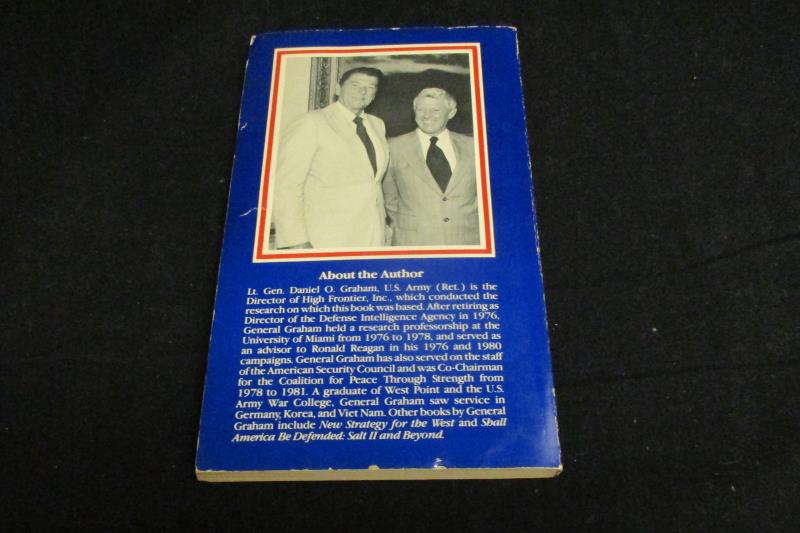 About the Author
Lt. Gen. Daniel O. Graham, U.S. Army (Ret.) is the
Director of High Frontier, Inc., which conducted the
research on which this book was based. After retiring as
Director of the Defense Intelligence Agency in 1976,
General Graham held a research professorship at the
University of Miami from 1976 to 1978, and served as
an advisor to Ronald Reagan in his 1976 and 1980
campaigns. General Graham has also served on the staff
of the American Security Council and was Co-Chairman
for the Coalition for Peace Through Strength from
1978 to 1981. A graduate of West Point and the U.S.
Army War College, General Graham saw service in
Germany, Korea, and Viet Nam. Other books by General
Graham include New Strategy for the West and Shall
America Be Defended: Salt II and Beyond.